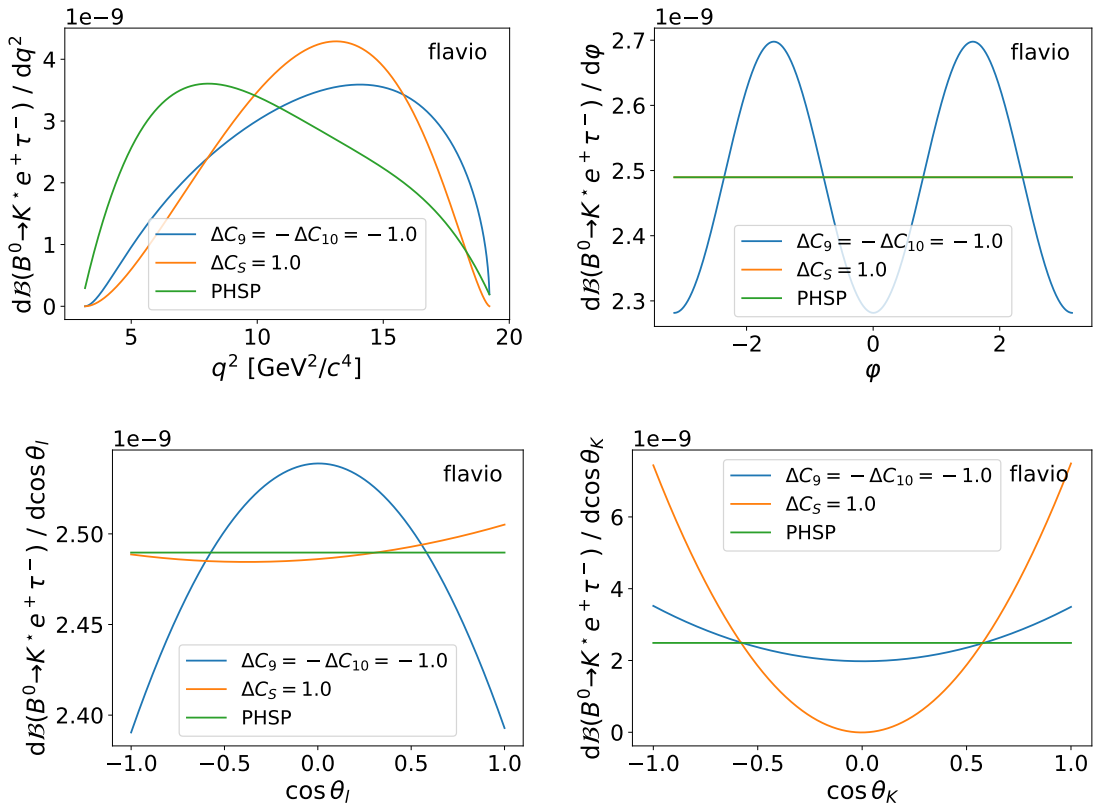 1e−9
flavio
dℬ(B⁰→K⋆ e⁺ τ⁻) / dq²
4
3
2
1
0
ΔC₉ = −ΔC₁₀ = −1.0
ΔC_S = 1.0
PHSP
5 10 15 20
q² [GeV²/c⁴]
1e−9
flavio
dℬ(B⁰→K⋆ e⁺ τ⁻) / dφ
2.7
2.6
2.5
2.4
2.3
ΔC₉ = −ΔC₁₀ = −1.0
ΔC_S = 1.0
PHSP
−2 0 2
φ
1e−9
flavio
dℬ(B⁰→K⋆ e⁺ τ⁻) / dcosθ_l
2.50
2.45
2.40
ΔC₉ = −ΔC₁₀ = −1.0
ΔC_S = 1.0
PHSP
−1.0 −0.5 0.0 0.5 1.0
cosθ_l
1e−9
flavio
dℬ(B⁰→K⋆ e⁺ τ⁻) / dcosθ_K
6
4
2
0
ΔC₉ = −ΔC₁₀ = −1.0
ΔC_S = 1.0
PHSP
−1.0 −0.5 0.0 0.5 1.0
cosθ_K